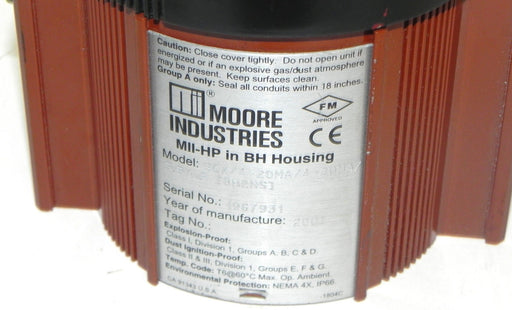 Caution: Close cover tightly. Do not open unit if
energized or if an explosive gas/dust atmosphere
may be present. Keep surfaces clean.
Group A only: Seal all conduits within 18 inches.
®
MOORE
INDUSTRIES
FM
APPROVED
CE
MII-HP in BH Housing
Model:
Serial No.:
Year of manufacture:
Tag No.:
Explosion-Proof:
Class I, Division 1, Groups A, B, C & D.
Dust Ignition-Proof:
Class II & III, Division 1, Groups E, F & G.
Temp. Code: T6@60°C Max. Op. Ambient.
Environmental Protection: NEMA 4X, IP66.
CA 91343 U.S.A.